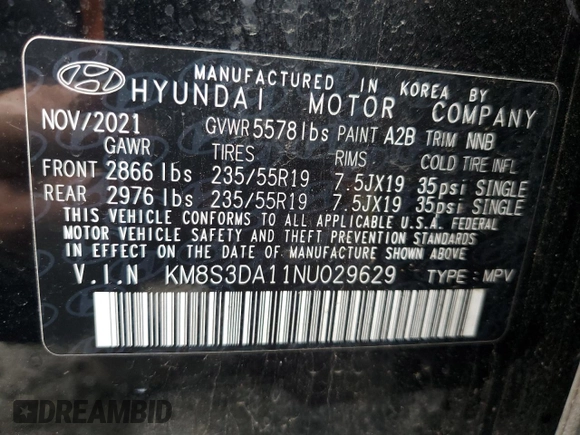 MANUFACTURED IN KOREA BY
HYUNDAI MOTOR COMPANY
NOV/2021 GVWR 5578lbs PAINT A2B TRIM NNB
GAWR TIRES RIMS COLD TIRE INFL
FRONT 2866 lbs 235/55R19 7.5JX19 35psi SINGLE
REAR 2976 lbs 235/55R19 7.5JX19 35psi SINGLE
THIS VEHICLE CONFORMS TO ALL APPLICABLE U.S.A. FEDERAL
MOTOR VEHICLE SAFETY AND THEFT PREVENTION STANDARDS
IN EFFECT ON THE DATE OF MANUFACTURE SHOWN ABOVE.
V.I.N KM8S3DA11NU029629 TYPE: MPV
DREAMBID